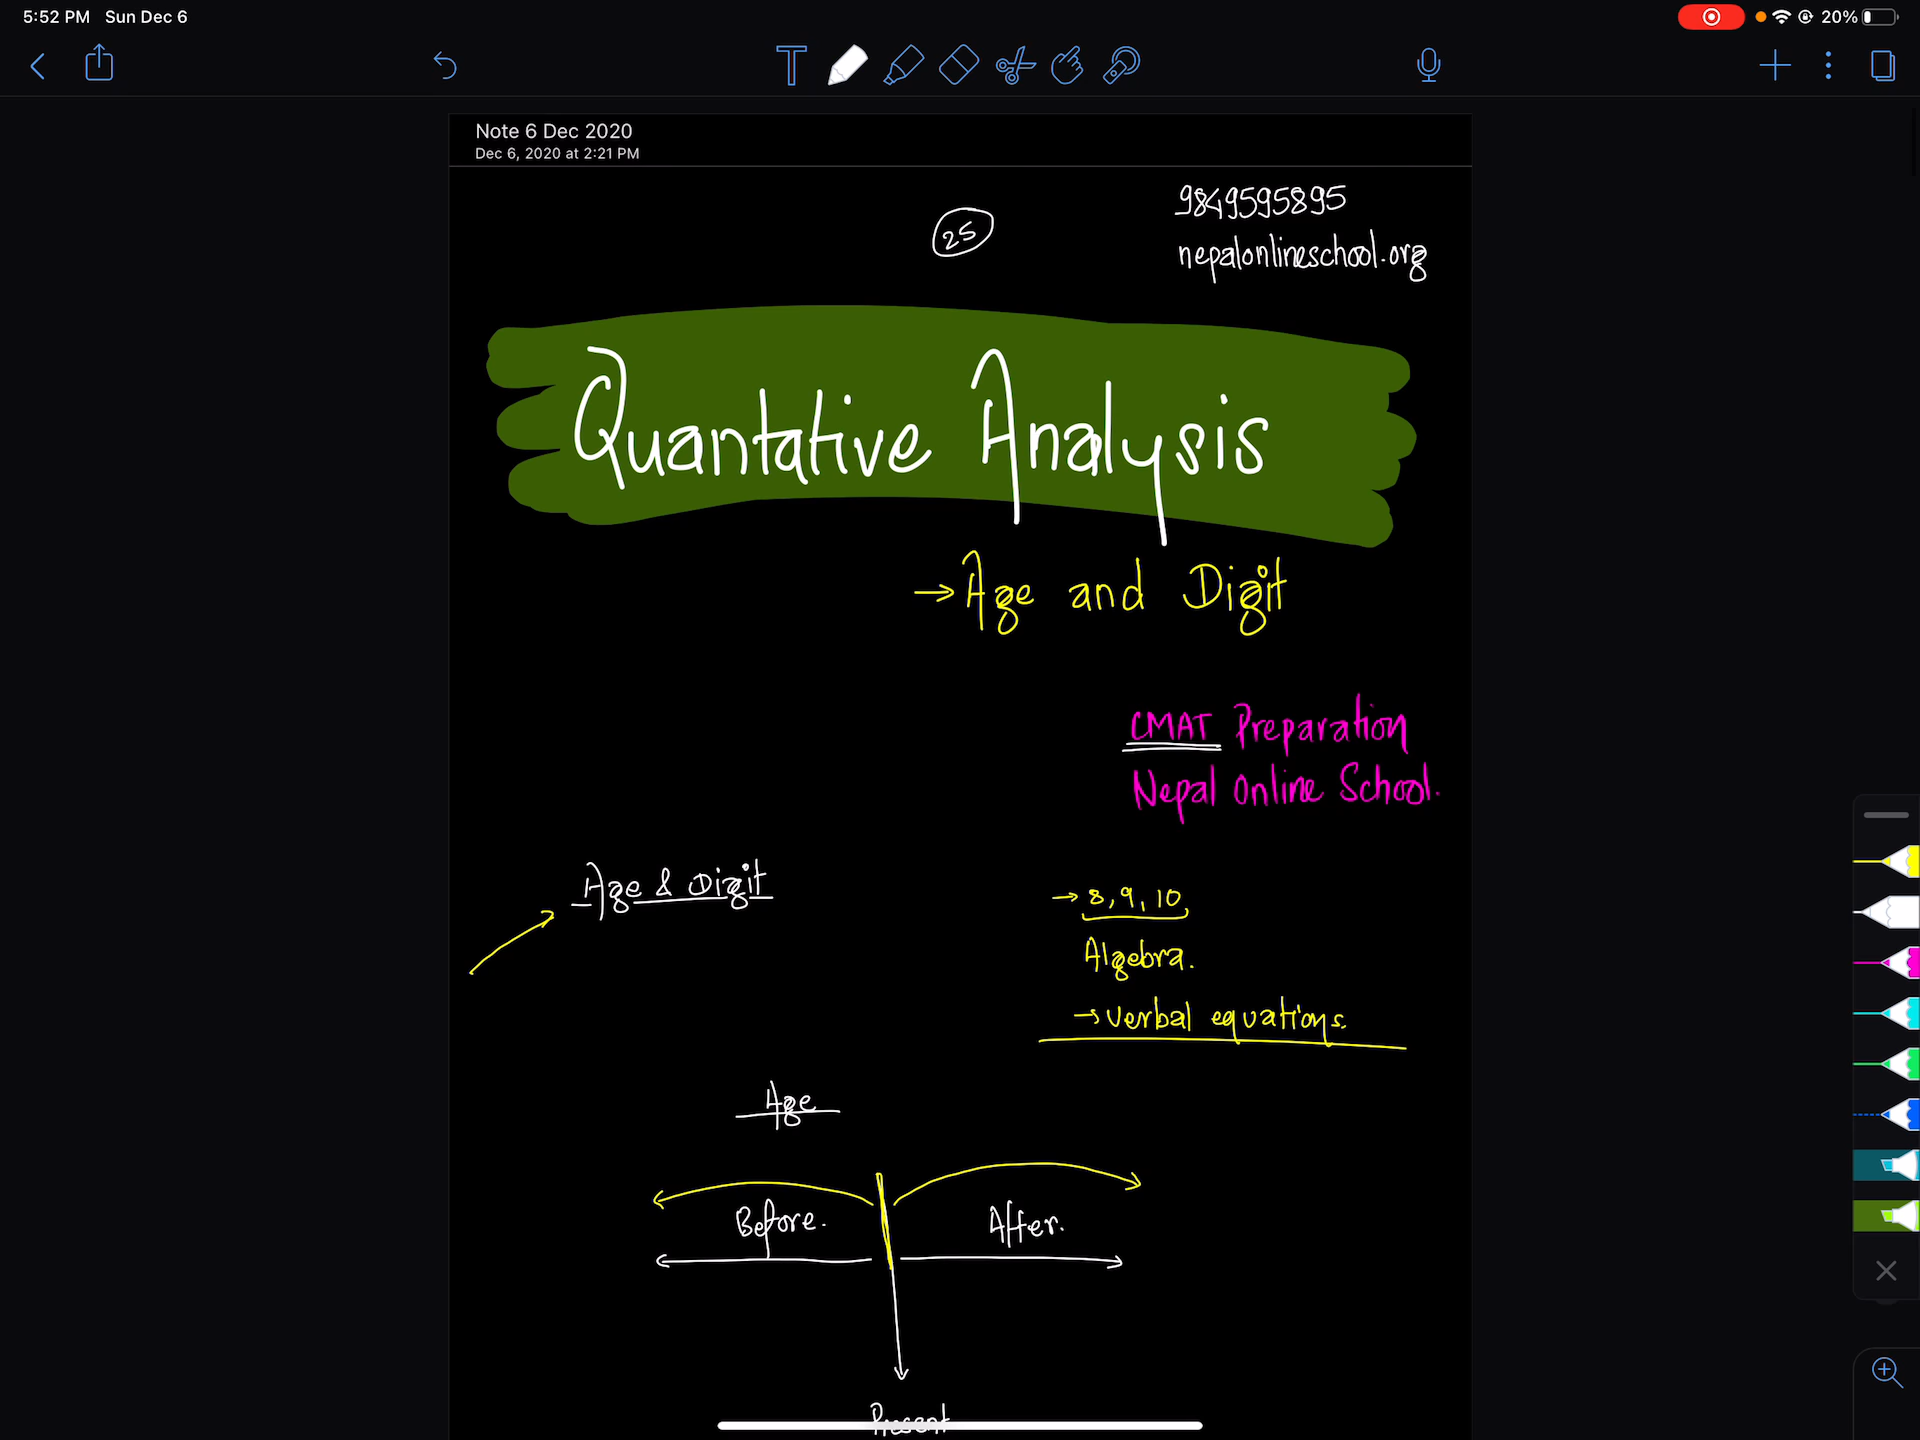 5:52 PM Sun Dec 6
20%
Note 6 Dec 2020
Dec 6, 2020 at 2:21 PM
9849595895
25
nepalonlineschool.org
Quantative Analysis
→ Age and Digit
CMAT Preparation
Nepal Online School.
Age & Digit
→ 8, 9, 10,
Algebra.
→ Verbal equations.
Age
Before. After.
Present